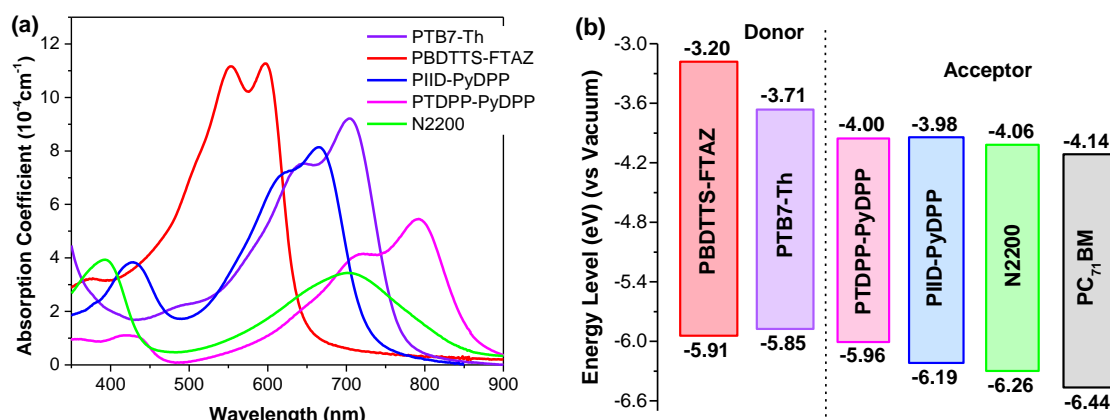 (a)
Absorption Coefficient (10⁻⁴cm⁻¹)
12
10
8
6
4
2
0
PTB7-Th
PBDTTS-FTAZ
PIID-PyDPP
PTDPP-PyDPP
N2200
400
500
600
700
800
900
Wavelength (nm)
(b)
Energy Level (eV) (vs Vacuum)
-3.0
-3.6
-4.2
-4.8
-5.4
-6.0
-6.6
Donor
Acceptor
-3.20
PBDTTS-FTAZ
-5.91
-3.71
PTB7-Th
-5.85
-4.00
PTDPP-PyDPP
-5.96
-3.98
PIID-PyDPP
-6.19
-4.06
N2200
-6.26
-4.14
PC₇₁BM
-6.44